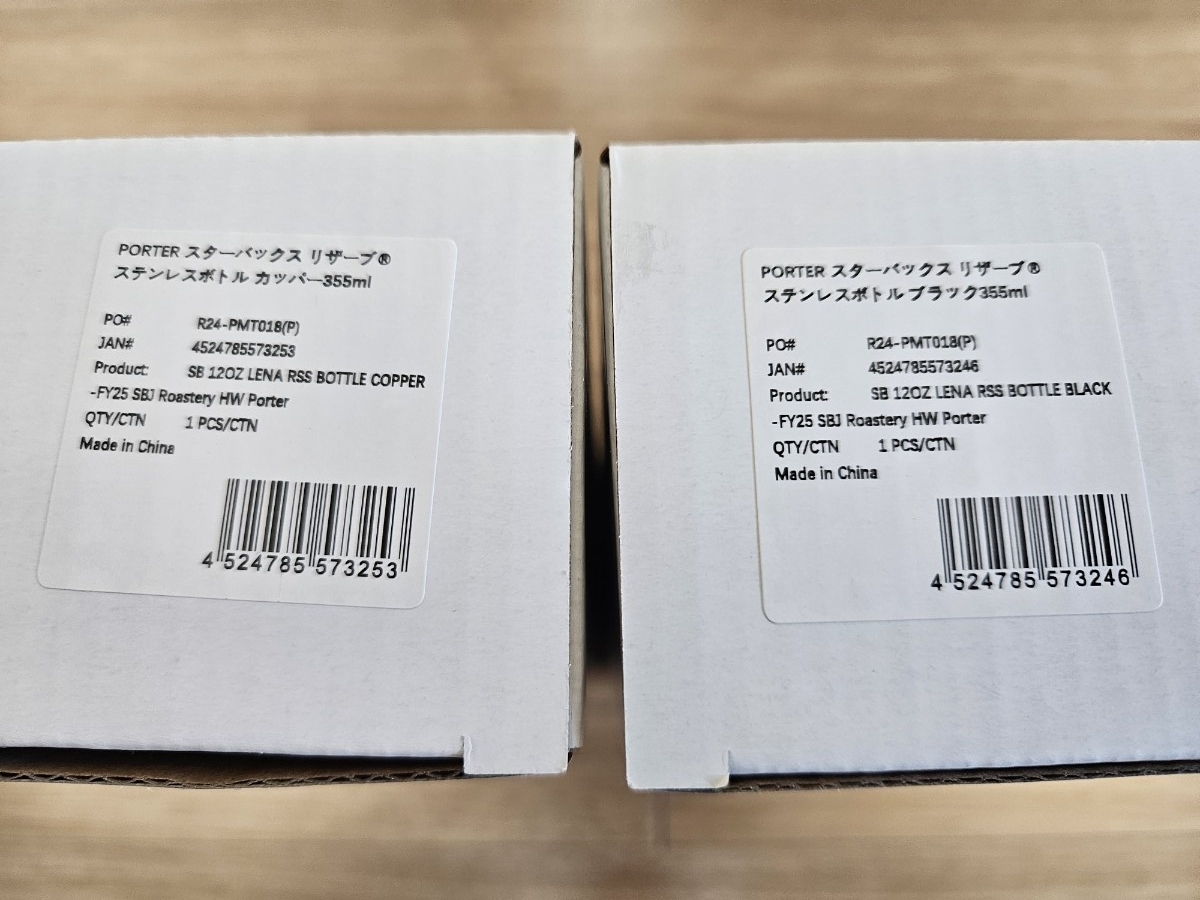 PORTER スターバックス リザーブ®
ステンレスボトル カッパー355ml
PO# R24-PMT018(P)
JAN# 4524785573253
Product: SB 12OZ LENA RSS BOTTLE COPPER
-FY25 SBJ Roastery HW Porter
QTY/CTN 1 PCS/CTN
Made in China
4 524785 573253
PORTER スターバックス リザーブ®
ステンレスボトル ブラック355ml
PO# R24-PMT018(P)
JAN# 4524785573246
Product: SB 12OZ LENA RSS BOTTLE BLACK
-FY25 SBJ Roastery HW Porter
QTY/CTN 1 PCS/CTN
Made in China
4 524785 573246